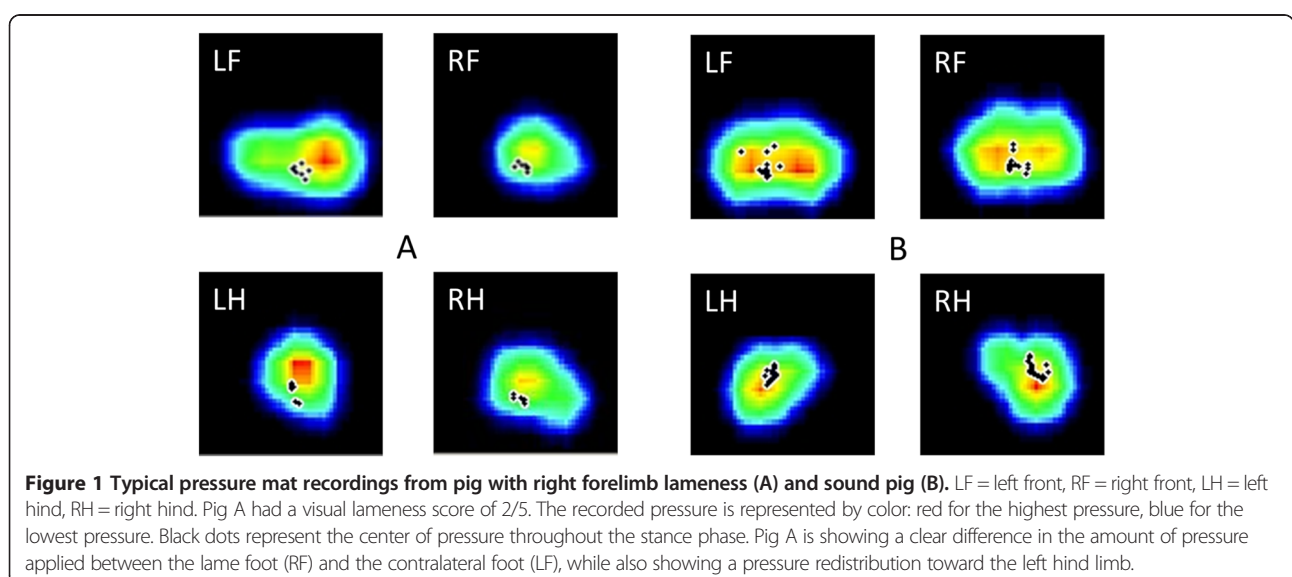 LF RF LF RF
A B
LH RH LH RH
Figure 1 Typical pressure mat recordings from pig with right forelimb lameness (A) and sound pig (B). LF = left front, RF = right front, LH = left
hind, RH = right hind. Pig A had a visual lameness score of 2/5. The recorded pressure is represented by color: red for the highest pressure, blue for the
lowest pressure. Black dots represent the center of pressure throughout the stance phase. Pig A is showing a clear difference in the amount of pressure
applied between the lame foot (RF) and the contralateral foot (LF), while also showing a pressure redistribution toward the left hind limb.